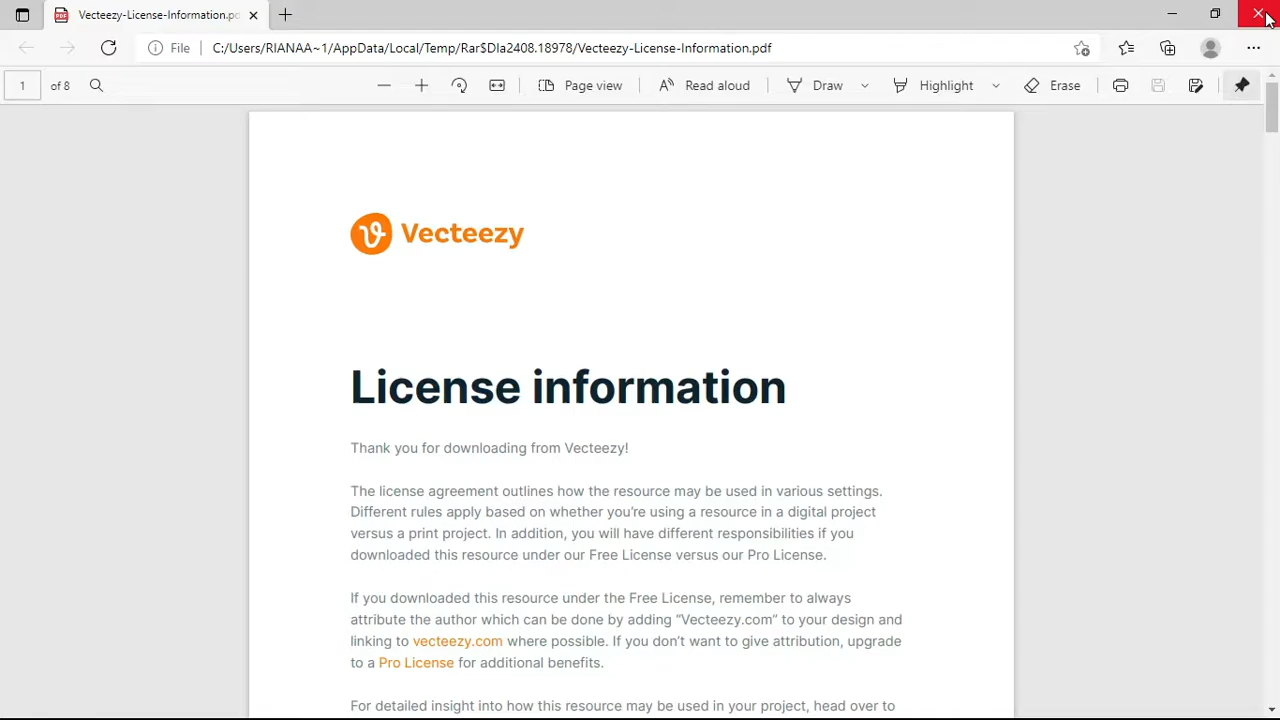 Vecteezy-License-Information.pd
File
C:/Users/RIANAA~1/AppData/Local/Temp/Rar$DIa2408.18978/Vecteezy-License-Information.pdf
1 of 8
Page view
Read aloud
Draw
Highlight
Erase
Vecteezy
License information
Thank you for downloading from Vecteezy!
The license agreement outlines how the resource may be used in various settings.
Different rules apply based on whether you’re using a resource in a digital project
versus a print project. In addition, you will have different responsibilities if you
downloaded this resource under our Free License versus our Pro License.
If you downloaded this resource under the Free License, remember to always
attribute the author which can be done by adding “Vecteezy.com” to your design and
linking to vecteezy.com where possible. If you don’t want to give attribution, upgrade
to a Pro License for additional benefits.
For detailed insight into how this resource may be used in your project, head over to